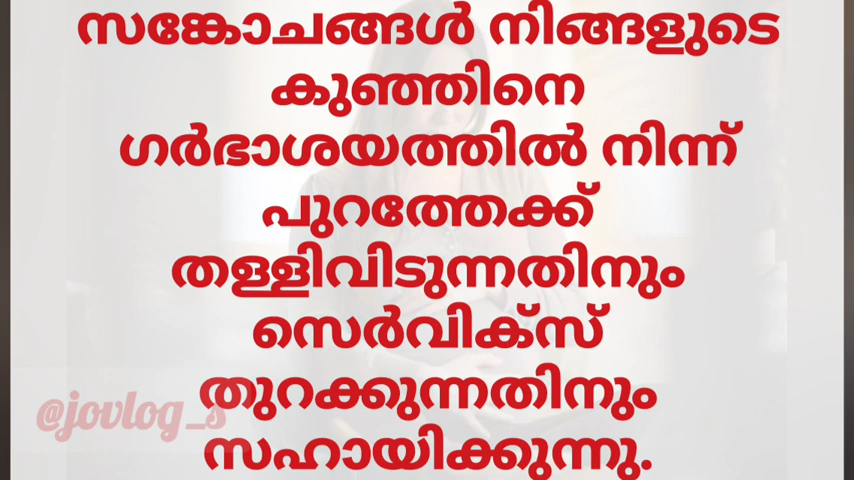 സങ്കോചങ്ങൾ നിങ്ങളുടെ
കുഞ്ഞിനെ
ഗർഭാശയത്തിൽ നിന്ന്
പുറത്തേക്ക്
തള്ളിവിടുന്നതിനും
സെർവിക്സ്
തുറക്കുന്നതിനും
സഹായിക്കുന്നു.
@jovlog_s